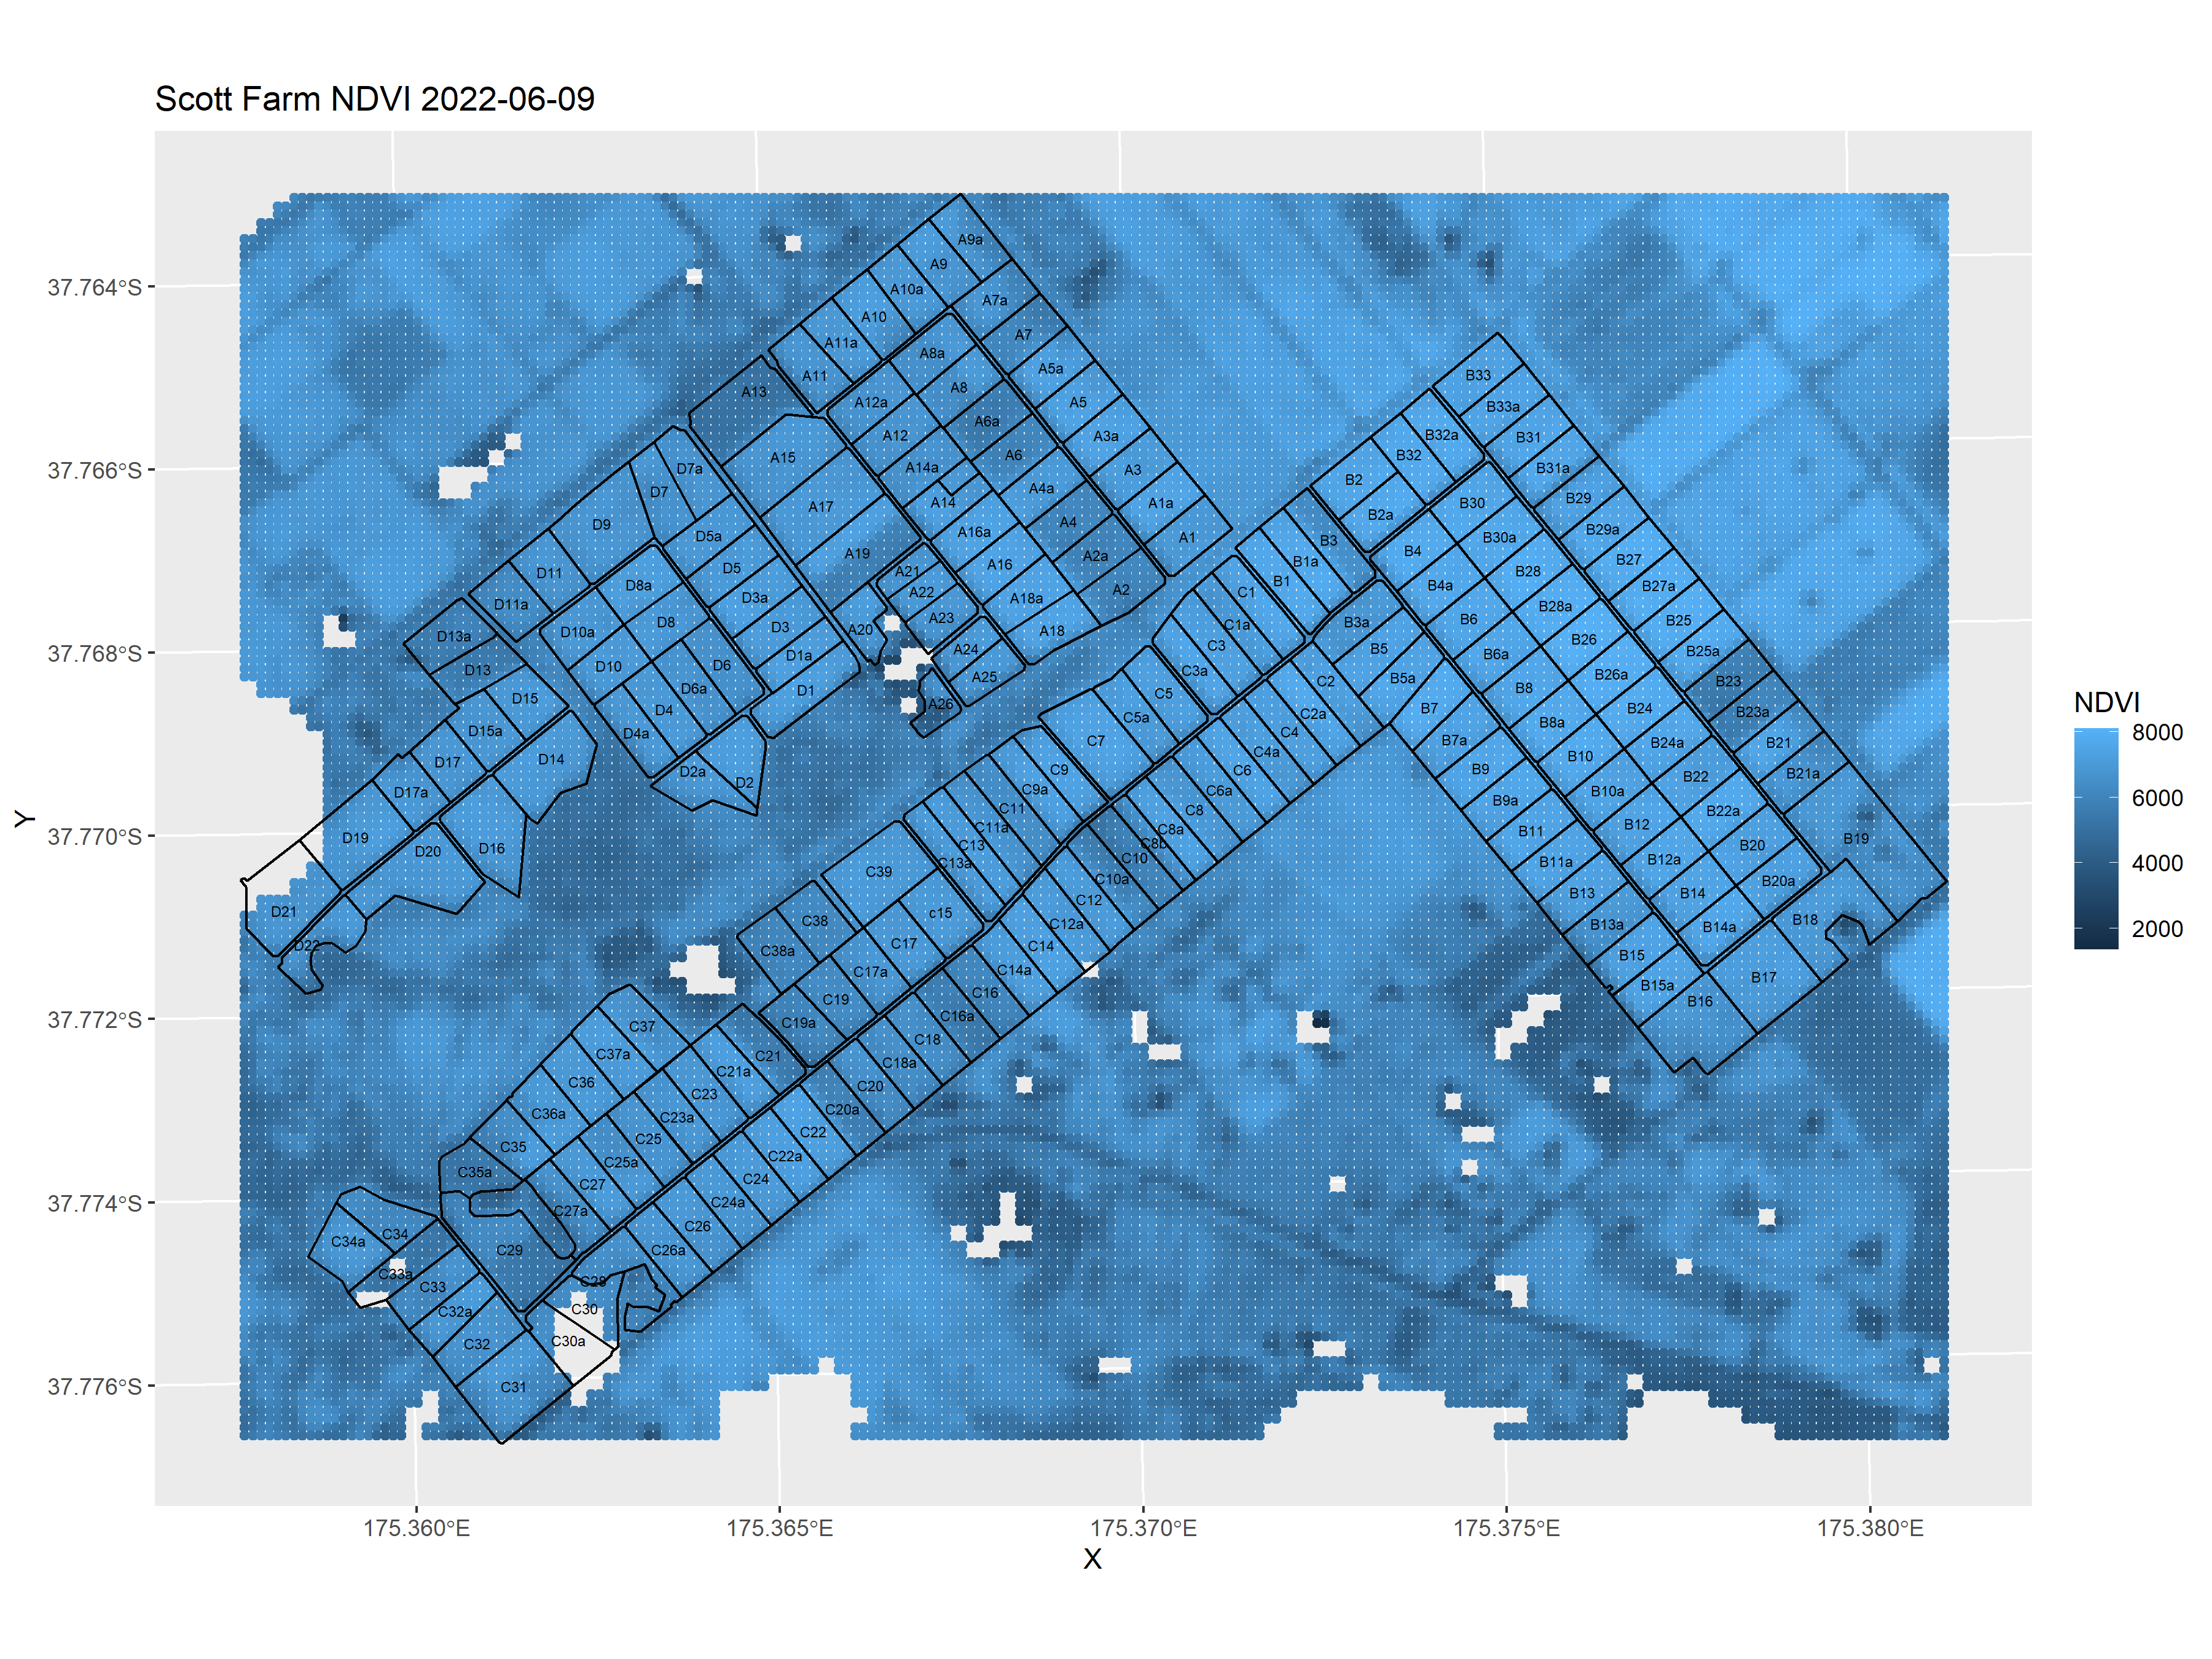 Scott Farm NDVI 2022-06-09
A9a
A9
A10a
A7a
A10
A7
A11a
A8a
A5a
A11
A8
A13
A12a
A5
A6a
A12
A3a
A15
A14a
A6
A3
A4a
A14
A1a
A17
A4
A16a
A1
A19
A2a
A16
A21
A22
A2
A18a
A23
A20
A18
A24
A25
A26
B33
B33a
B32a
B31
B32
B31a
B2
B29
B30
B2a
B29a
B30a
B3
B4
B27
B1a
B28
B1
B4a
B27a
B28a
B3a
B6
B25
B26
B5
B6a
B25a
B26a
B5a
B23
B8
B7
B24
B23a
B8a
B7a
B24a
B21
B10
B9
B22
B21a
B10a
B9a
B22a
B12
B11
B19
B20
B12a
B11a
B20a
B14
B13
B18
B14a
B13a
B15
B17
B15a
B16
D7a
D7
D9
D5a
D11
D5
D8a
D11a
D3a
D8
D3
D10a
D13a
D1a
D10
D6
D13
D1
D6a
D15
D4
D15a
D4a
D14
D17
D2a
D2
D17a
D19
D16
D20
D21
D22
C1
C1a
C3
C3a
C2
C5
C2a
C5a
C4
C7
C4a
C9
C6
C9a
C6a
C11
C8
C11a
C8a
C13
C8b
C10
C13a
C39
C10a
C12
c15
C38
C12a
C17
C14
C38a
C17a
C14a
C16
C19
C16a
C19a
C37
C18
C21
C37a
C18a
C21a
C36
C20
C23
C20a
C36a
C23a
C22
C25
C35
C22a
C25a
C35a
C24
C27
C24a
C27a
C26
C34
C34a
C29
C26a
C33a
C28
C33
C30
C32a
C30a
C32
C31
37.764°S
37.766°S
37.768°S
37.770°S
37.772°S
37.774°S
37.776°S
Y
175.360°E
175.365°E
175.370°E
175.375°E
175.380°E
X
NDVI
8000
6000
4000
2000